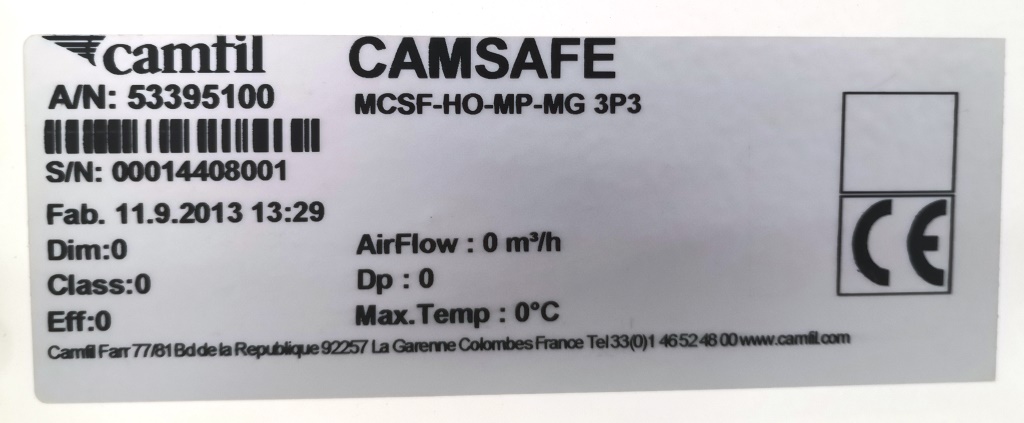 camfil
CAMSAFE
A/N: 53395100
MCSF-HO-MP-MG 3P3
S/N: 00014408001
Fab. 11.9.2013 13:29
Dim:0
AirFlow : 0 m³/h
Class:0
Dp : 0
Eff:0
Max.Temp : 0°C
CE
Camfil Farr 77/81 Bd de la Republique 92257 La Garenne Colombes France Tel 33(0)1 46 52 48 00 www.camfil.com